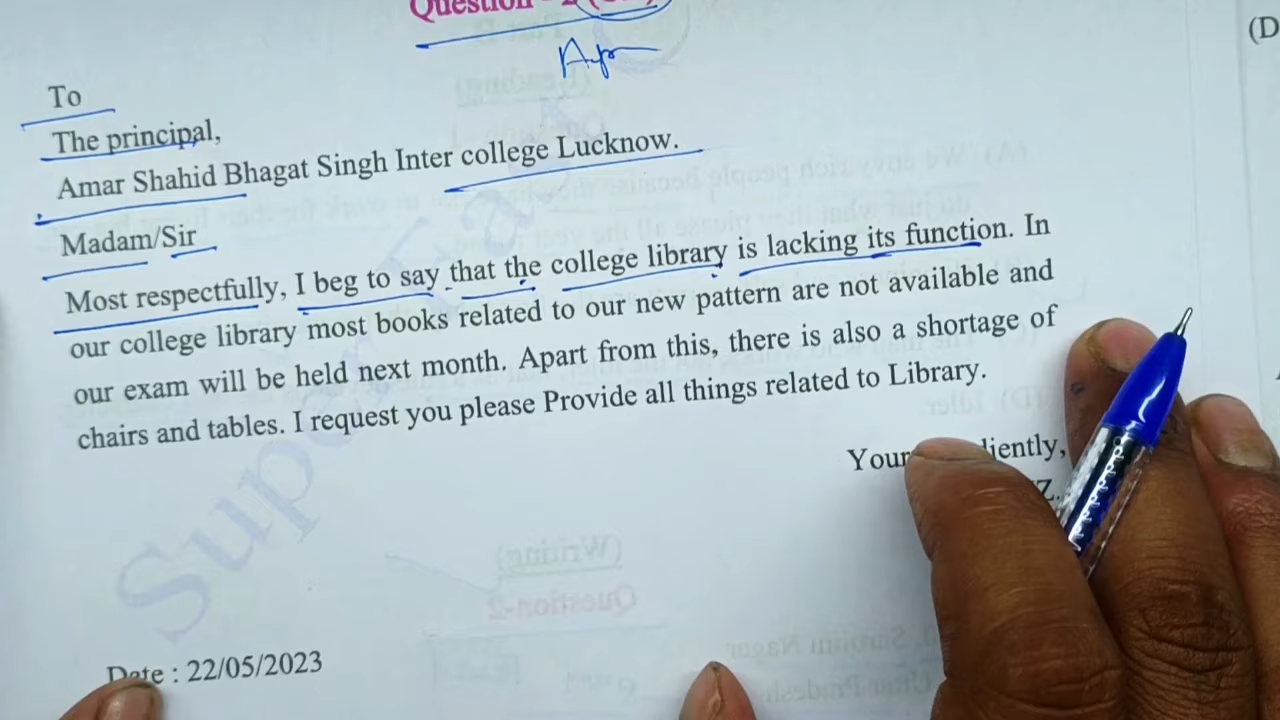 Question - 2
To
The principal,
Amar Shahid Bhagat Singh Inter college Lucknow.
Madam/Sir
Most respectfully, I beg to say that the college library is lacking its function. In
our college library most books related to our new pattern are not available and
our exam will be held next month. Apart from this, there is also a shortage of
chairs and tables. I request you please Provide all things related to Library.
Date : 22/05/2023
(D